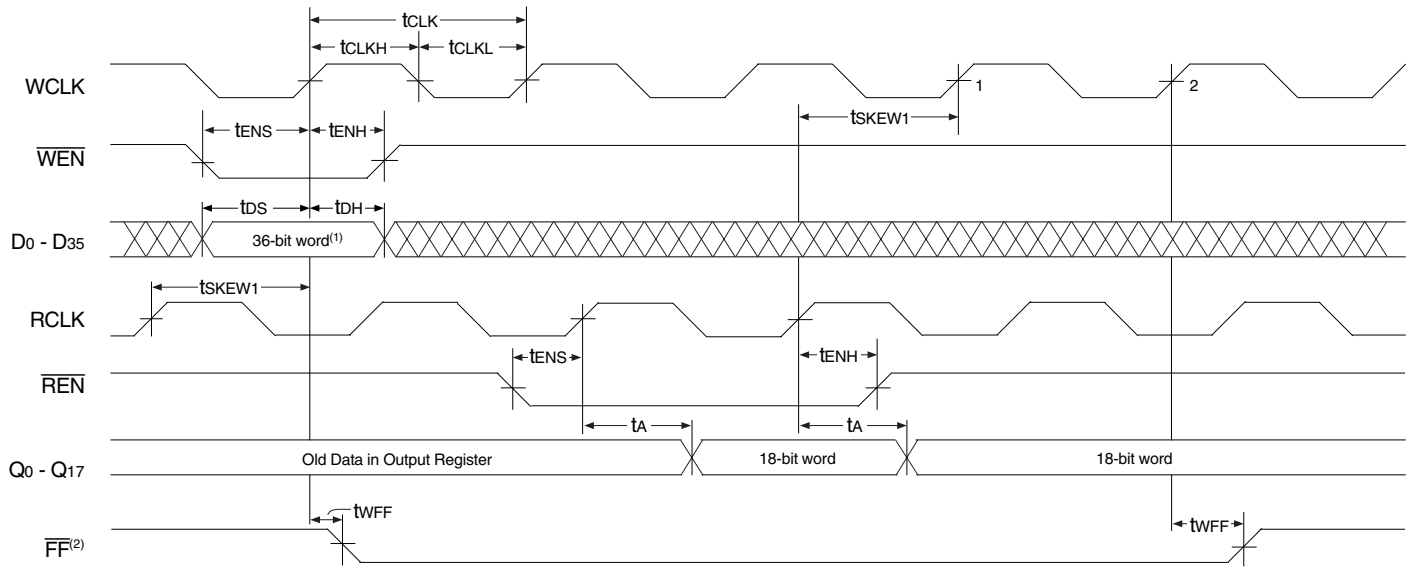 tCLK
tCLKH tCLKL
WCLK 1 2
tSKEW1
tENS tENH
WEN
tDS tDH
D0 - D35 36-bit word(1)
tSKEW1
RCLK
tENS tENH
REN
tA tA
Q0 - Q17 Old Data in Output Register 18-bit word 18-bit word
tWFF tWFF
FF(2)